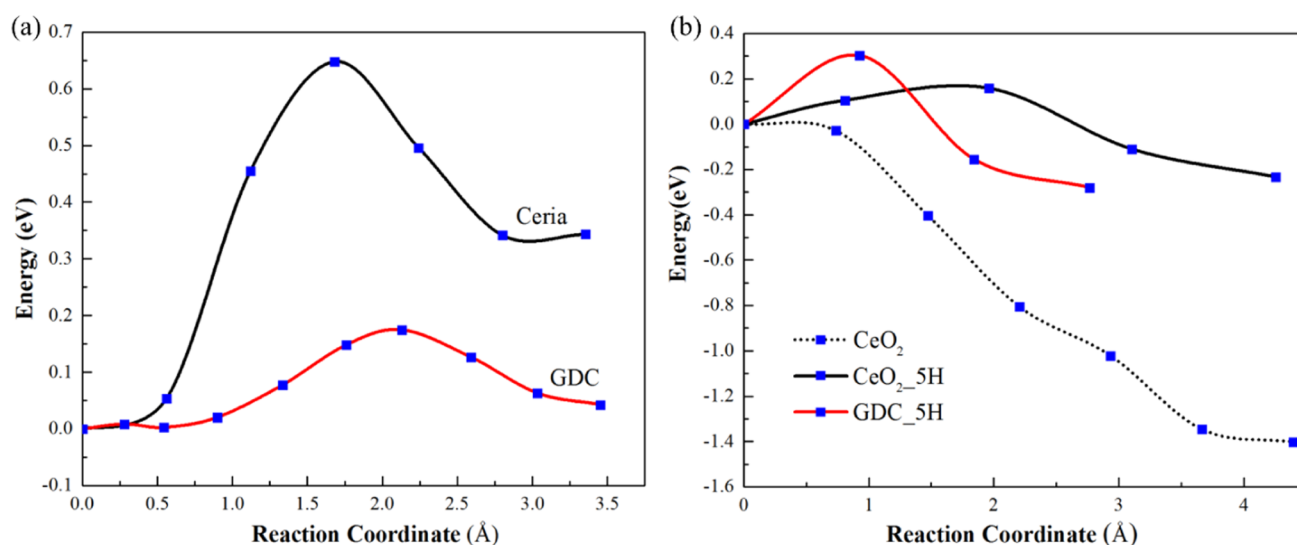 (a)
0.7
0.6
0.5
0.4
0.3
0.2
0.1
0.0
-0.1
Energy (eV)
Ceria
GDC
0.0 0.5 1.0 1.5 2.0 2.5 3.0 3.5
Reaction Coordinate (Å)
(b)
0.4
0.2
0.0
-0.2
-0.4
-0.6
-0.8
-1.0
-1.2
-1.4
-1.6
Energy(eV)
CeO₂
CeO₂_5H
GDC_5H
0 1 2 3 4
Reaction Coordinate (Å)